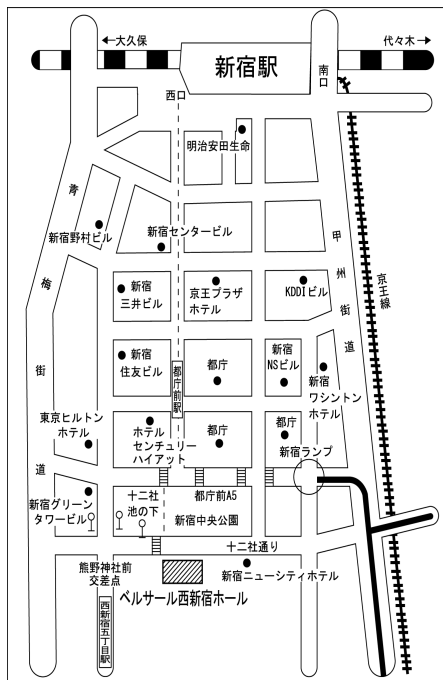 ←大久保
代々木→
新宿駅
南口
西口
明治安田生命
青梅街道
新宿野村ビル
新宿センタービル
甲州街道
京王線
新宿
三井ビル
京王プラザ
ホテル
KDDIビル
新宿
住友ビル
都庁前駅
都庁
新宿
NSビル
新宿
ワシントン
ホテル
東京ヒルトン
ホテル
ホテル
センチュリー
ハイアット
都庁
都庁
新宿ランプ
新宿グリーン
タワービル
十二社
池の下
都庁前A5
新宿中央公園
十二社通り
熊野神社前
交差点
新宿ニューシティホテル
ベルサール西新宿ホール
西新宿五丁目駅